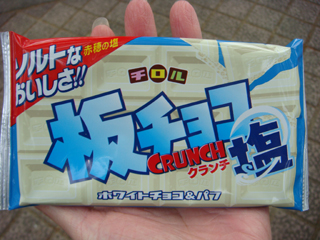 ソルトな
おいしさ!!
赤穂の塩
チロル
板チョコ
CRUNCH
クランチ
塩
ホワイトチョコ&パフ